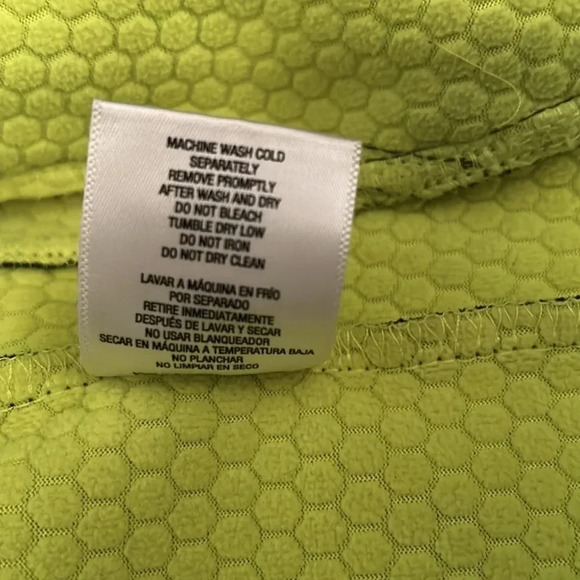 MACHINE WASH COLD
SEPARATELY
REMOVE PROMPTLY
AFTER WASH AND DRY
DO NOT BLEACH
TUMBLE DRY LOW
DO NOT IRON
DO NOT DRY CLEAN
LAVAR A MÁQUINA EN FRÍO
POR SEPARADO
RETIRE INMEDIATAMENTE
DESPUÉS DE LAVAR Y SECAR
NO USAR BLANQUEADOR
SECAR EN MÁQUINA A TEMPERATURA BAJA
NO PLANCHAR
NO LIMPIAR EN SECO